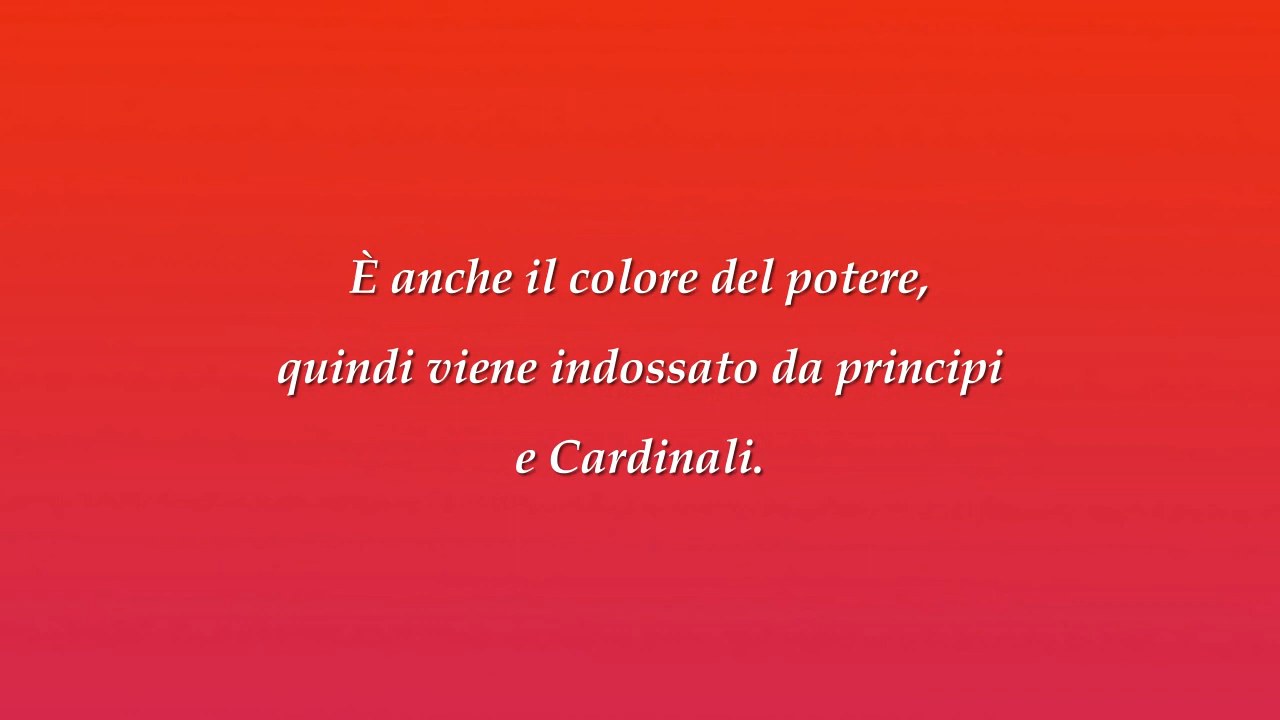 È anche il colore del potere,
quindi viene indossato da principi
e Cardinali.